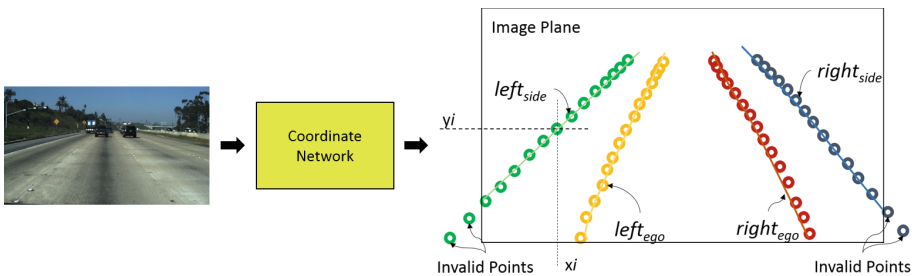 Image Plane
left_side
right_side
yi
Coordinate
Network
left_ego
right_ego
xi
Invalid Points
Invalid Points